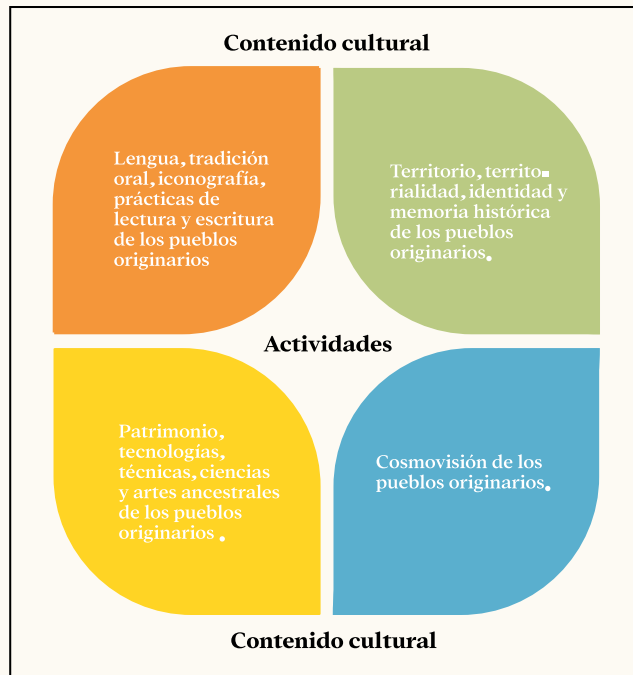 Contenido cultural
Lengua, tradición
oral, iconografía,
prácticas de
lectura y escritura
de los pueblos
originarios
Territorio, territo-
rialidad, identidad y
memoria histórica
de los pueblos
originarios.
Actividades
Patrimonio,
tecnologías,
técnicas, ciencias
y artes ancestrales
de los pueblos
originarios .
Cosmovisión de los
pueblos originarios.
Contenido cultural